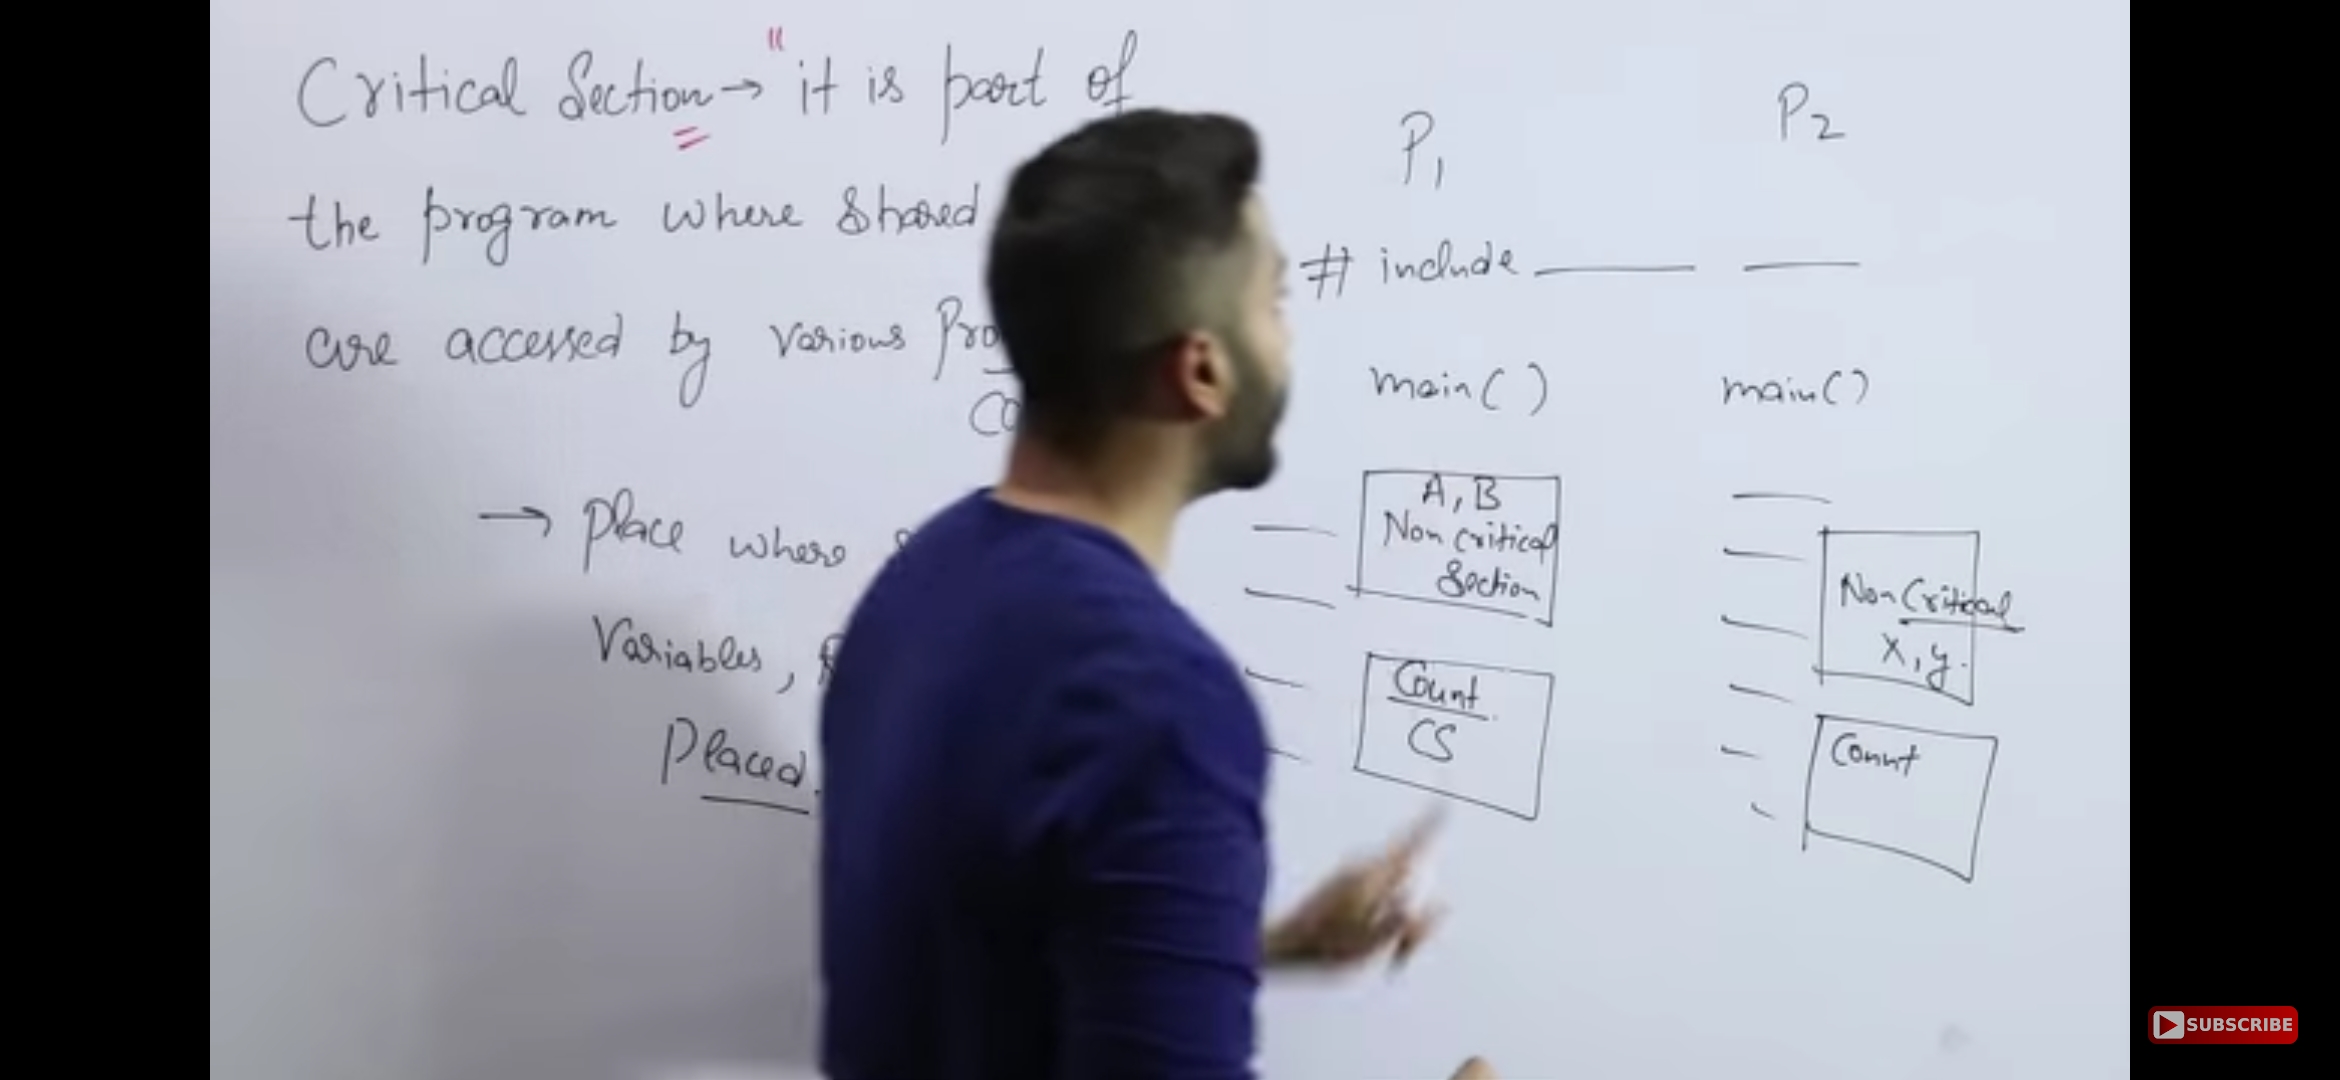 Critical Section → "it is part of
the program where shared
are accessed by various
→ Place where
Variables,
Placed.
P1
# include
main()
A, B
Non critical
Section
Count
CS
P2
main()
Non Critical
X, y.
Count
SUBSCRIBE